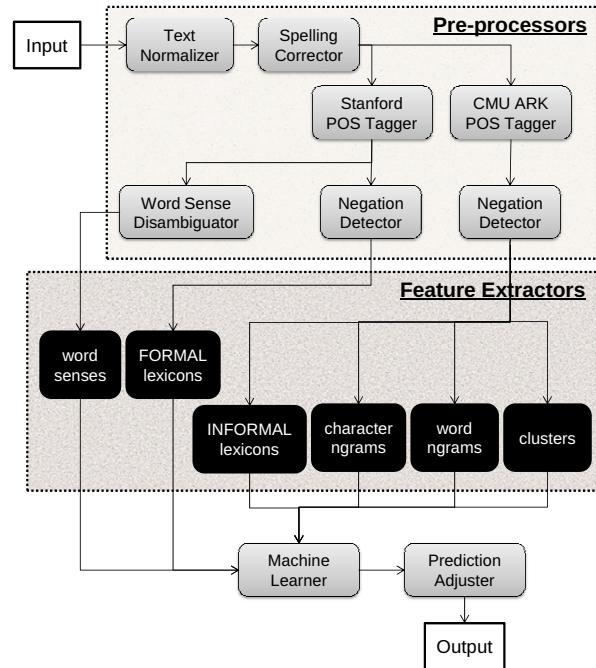 Pre-processors
Input
Text
Normalizer
Spelling
Corrector
Stanford
POS Tagger
CMU ARK
POS Tagger
Word Sense
Disambiguator
Negation
Detector
Negation
Detector
Feature Extractors
word
senses
FORMAL
lexicons
INFORMAL
lexicons
character
ngrams
word
ngrams
clusters
Machine
Learner
Prediction
Adjuster
Output